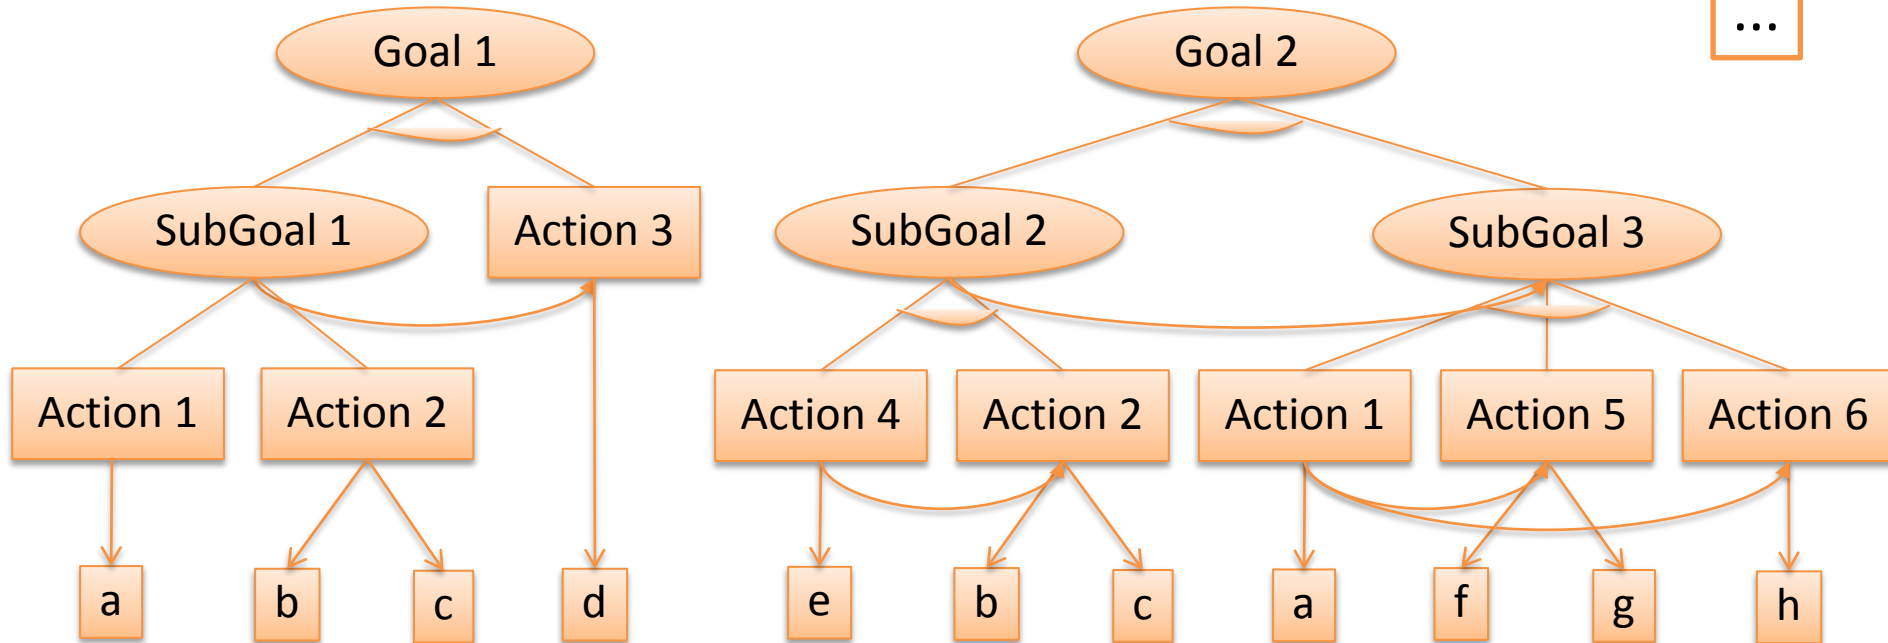 ...
Goal 1
Goal 2
SubGoal 1
Action 3
SubGoal 2
SubGoal 3
Action 1
Action 2
Action 4
Action 2
Action 1
Action 5
Action 6
a
b
c
d
e
b
c
a
f
g
h